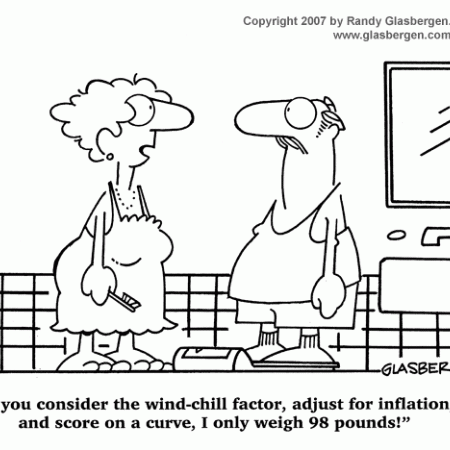 Copyright 2007 by Randy Glasbergen.
www.glasbergen.com
GLASBER
you consider the wind-chill factor, adjust for inflation,
and score on a curve, I only weigh 98 pounds!”